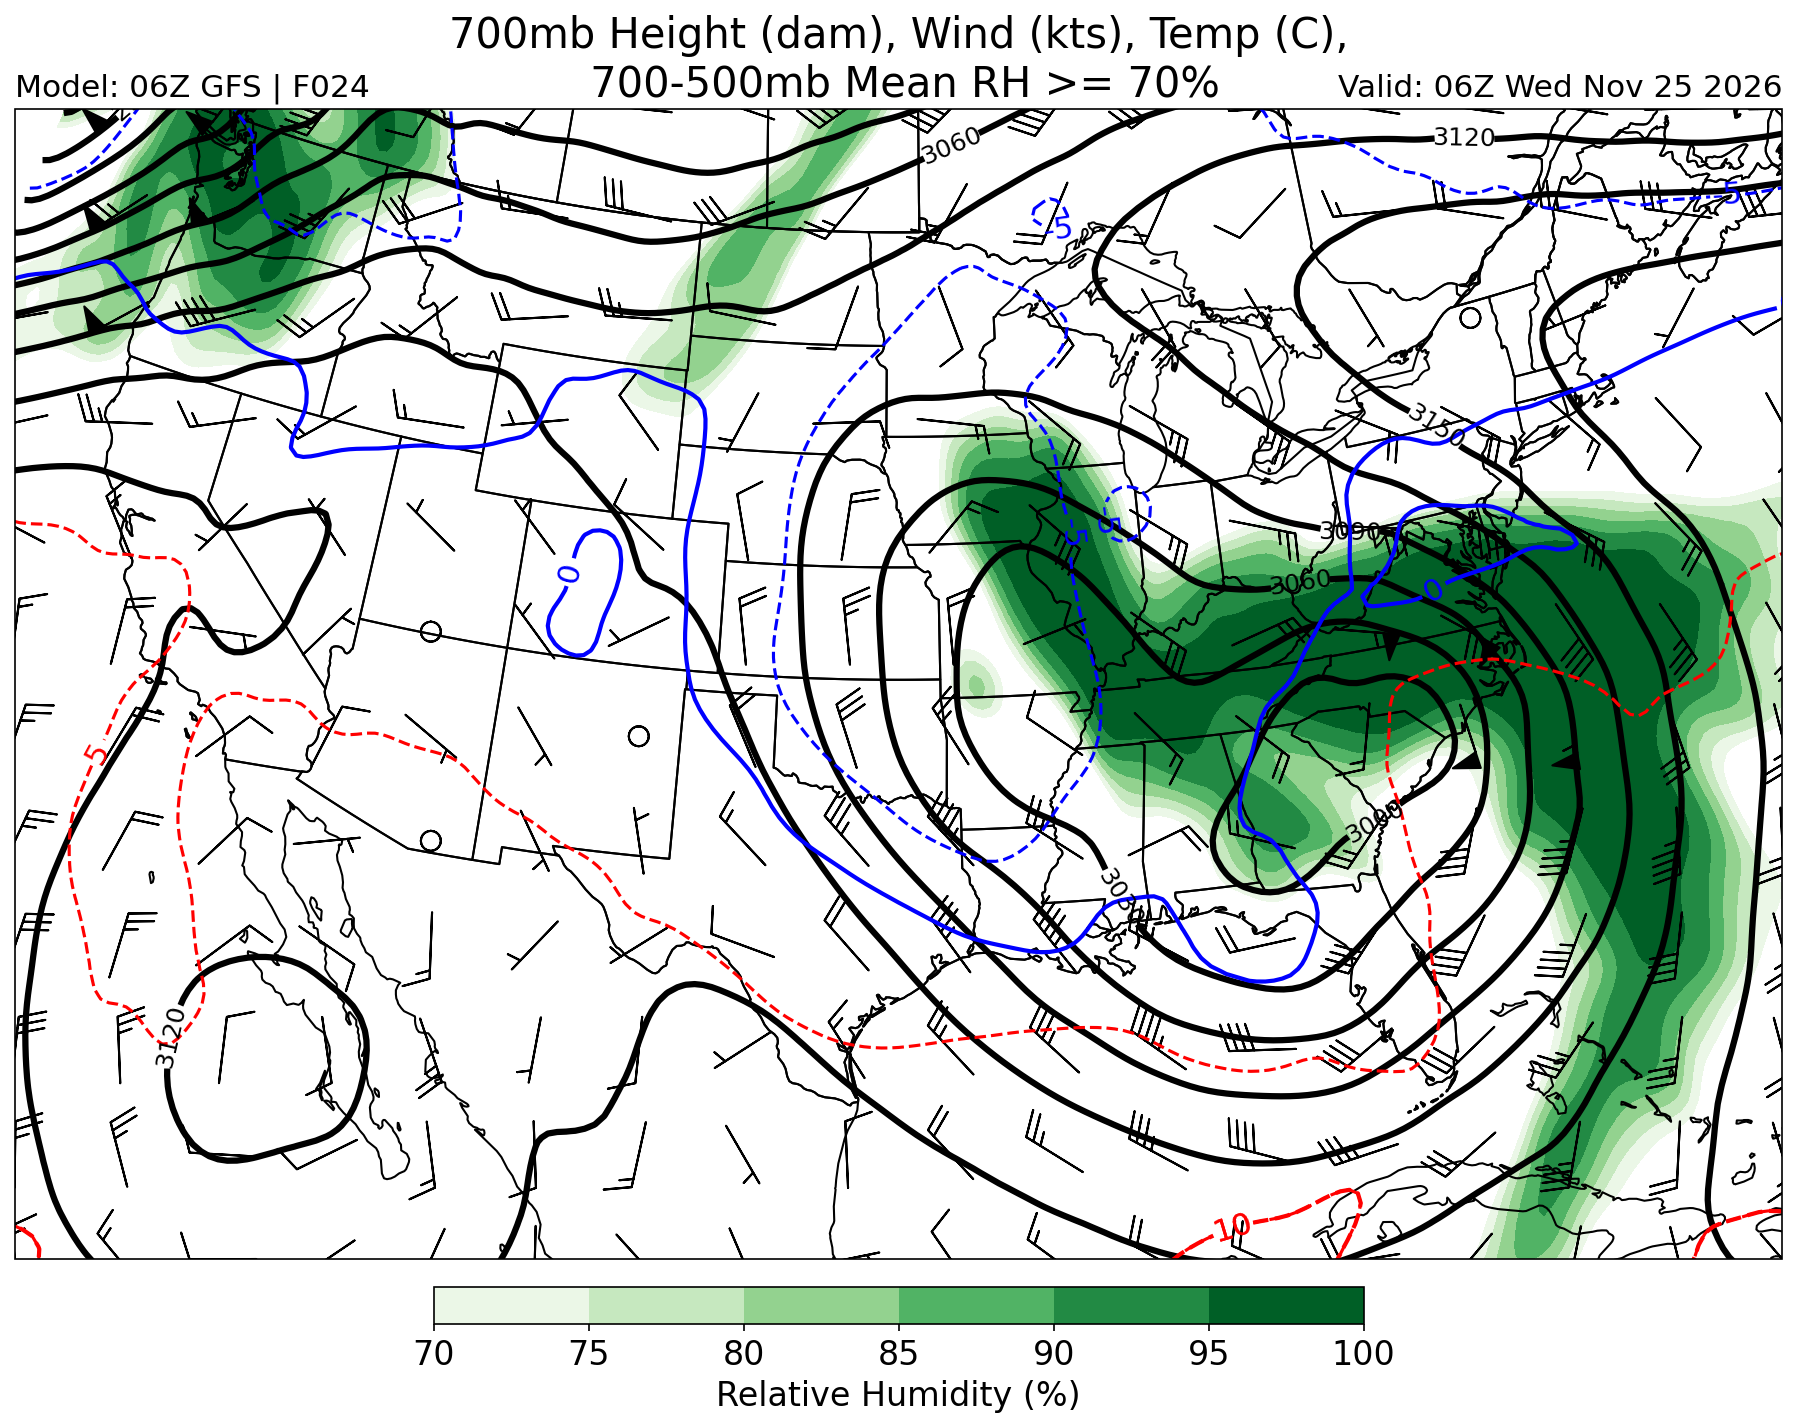 700mb Height (dam), Wind (kts), Temp (C),
700-500mb Mean RH >= 70%
Model: 06Z GFS | F024
Valid: 06Z Wed Nov 25 2026
3060
3120
-5
-5
3150
3090
3060
0
0
5
3000
3120
10
70 75 80 85 90 95 100
Relative Humidity (%)